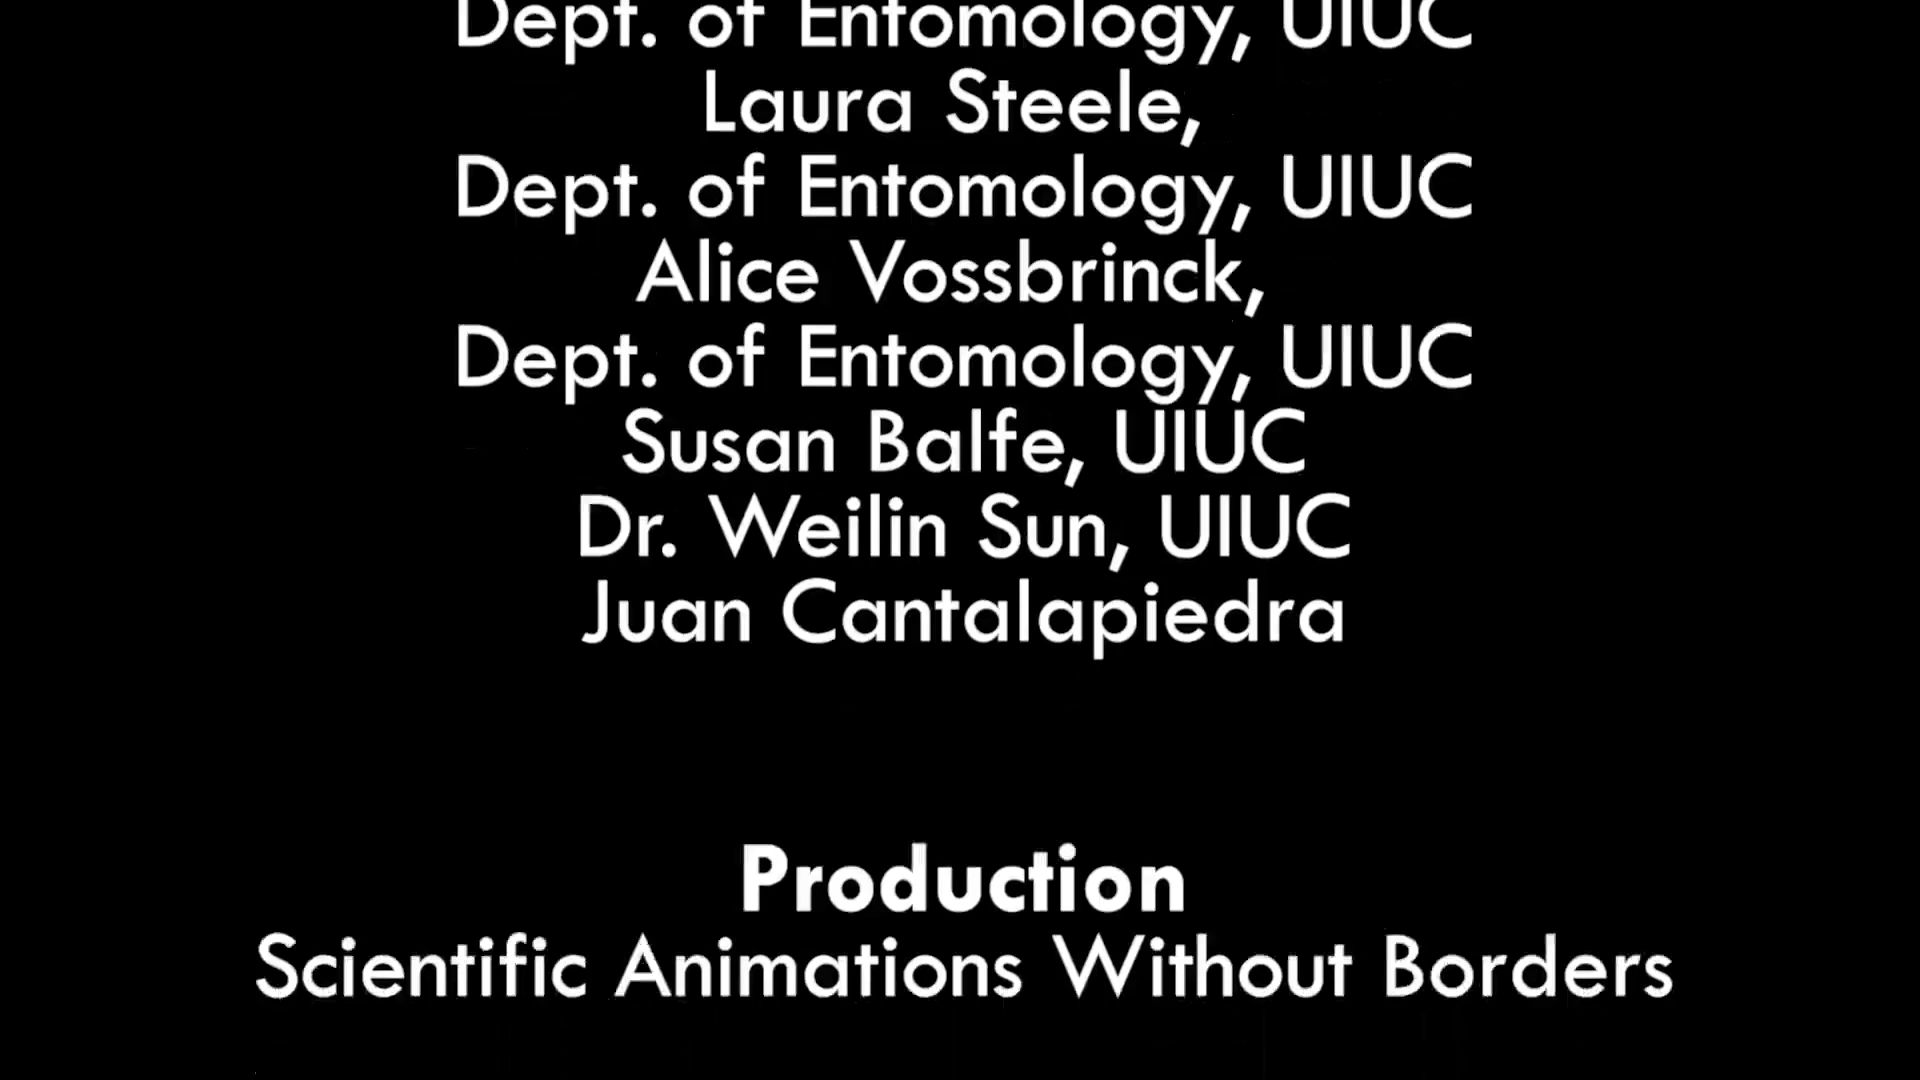 Dept. of Entomology, UIUC
Laura Steele,
Dept. of Entomology, UIUC
Alice Vossbrinck,
Dept. of Entomology, UIUC
Susan Balfe, UIUC
Dr. Weilin Sun, UIUC
Juan Cantalapiedra
Production
Scientific Animations Without Borders